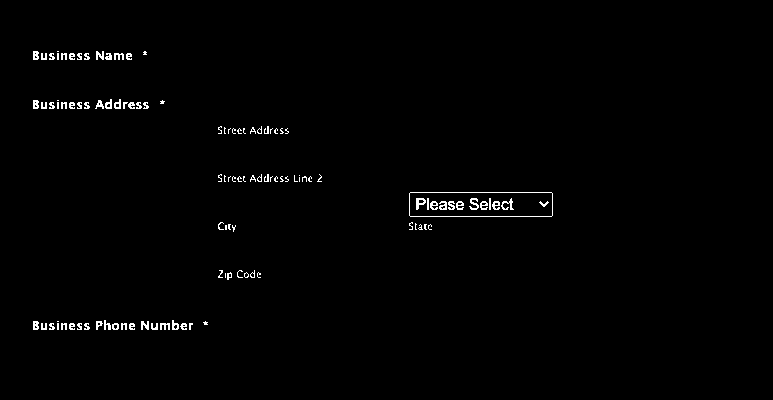 Business Name *
Business Address *
Street Address
Street Address Line 2
Please Select
City State
Zip Code
Business Phone Number *